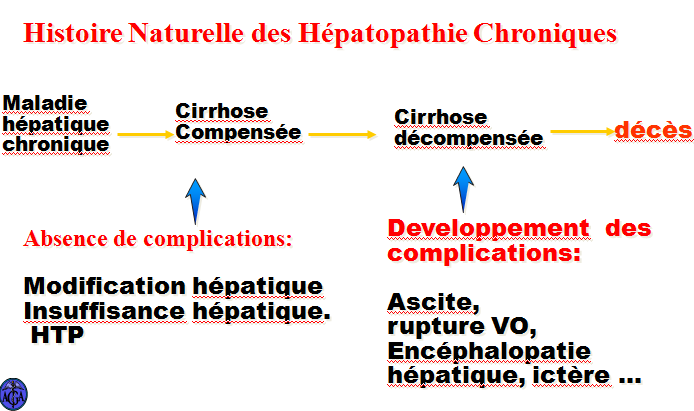 Histoire Naturelle des Hépatopathie Chroniques
Maladie
hépatique
chronique
Cirrhose
Compensée
Cirrhose
décompensée
décès
Absence de complications:
Modification hépatique
Insuffisance hépatique.
HTP
Developpement des
complications:
Ascite,
rupture VO,
Encéphalopatie
hépatique, ictère ...